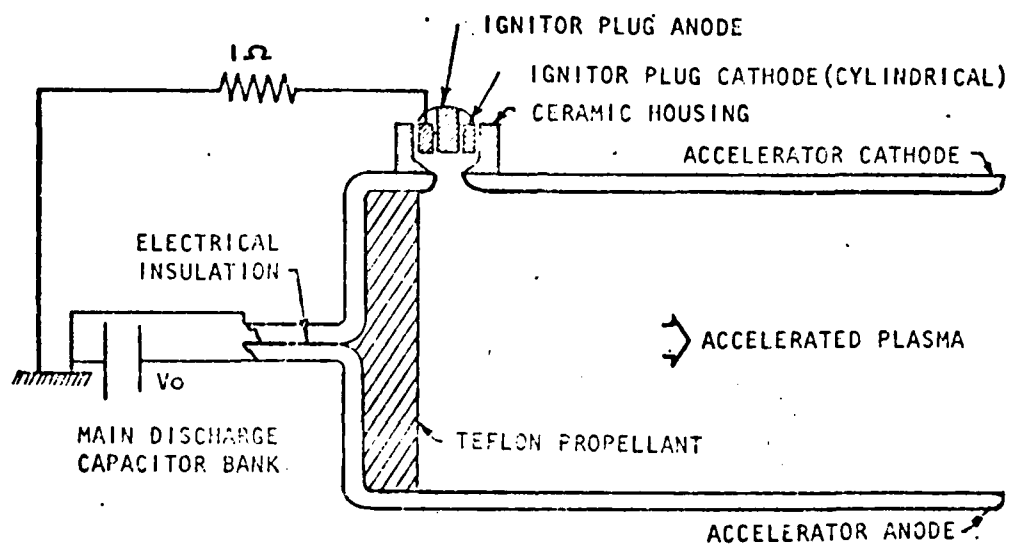 IGNITOR PLUG ANODE
1Ω
IGNITOR PLUG CATHODE(CYLINDRICAL)
CERAMIC HOUSING
ACCELERATOR CATHODE
ELECTRICAL
INSULATION
ACCELERATED PLASMA
Vo
MAIN DISCHARGE
CAPACITOR BANK
TEFLON PROPELLANT
ACCELERATOR ANODE